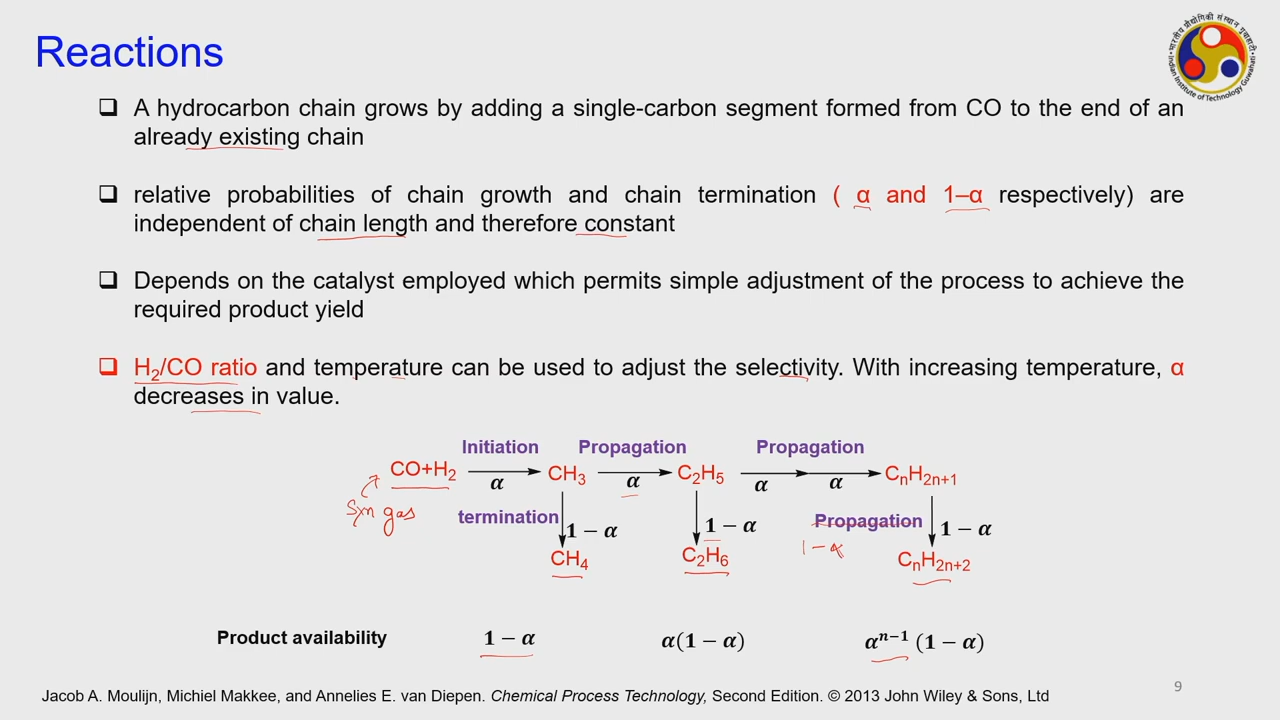 Reactions
❑ A hydrocarbon chain grows by adding a single-carbon segment formed from CO to the end of an
already existing chain
❑ relative probabilities of chain growth and chain termination ( α and 1–α respectively) are
independent of chain length and therefore constant
❑ Depends on the catalyst employed which permits simple adjustment of the process to achieve the
required product yield
❑ H₂/CO ratio and temperature can be used to adjust the selectivity. With increasing temperature, α
decreases in value.
Initiation Propagation Propagation
CO+H₂ CH₃ C₂H₅ CₙH₂ₙ₊₁
α α α α
Syn gas
termination 1 − α 1 − α Propagation 1 − α
1-α
CH₄ C₂H₆ CₙH₂ₙ₊₂
Product availability 1 − α α(1 − α) αⁿ⁻¹ (1 − α)
Jacob A. Moulijn, Michiel Makkee, and Annelies E. van Diepen. Chemical Process Technology, Second Edition. © 2013 John Wiley & Sons, Ltd
9
भारतीय प्रौद्योगिकी संस्थान गुवाहाटी
Indian Institute of Technology Guwahati